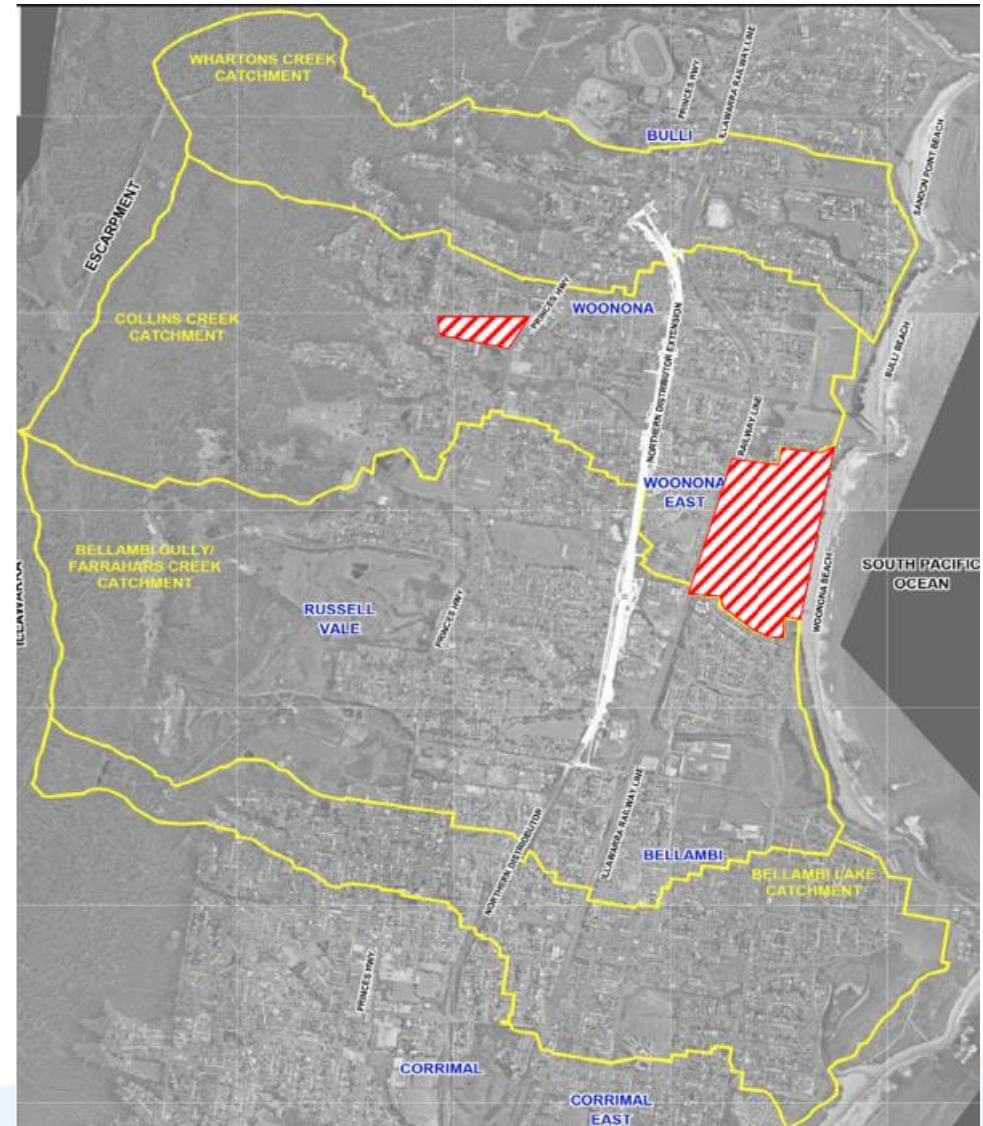 WHARTONS CREEK
CATCHMENT
PRINCES HWY
ILLAWARRA RAILWAY LINE
BULLI
SANDON POINT BEACH
ESCARPMENT
COLLINS CREEK
CATCHMENT
PRINCES HWY
WOONONA
NORTHERN DISTRIBUTOR EXTENSION
BULLI BEACH
RAILWAY LINE
WOONONA
EAST
BELLAMBI GULLY/
FARRAHARS CREEK
CATCHMENT
SOUTH PACIFIC
OCEAN
ILLAWARRA
RUSSELL
VALE
PRINCES HWY
WOONONA BEACH
NORTHERN DISTRIBUTOR
ILLAWARRA RAILWAY LINE
BELLAMBI
BELLAMBI LAKE
CATCHMENT
PRINCES HWY
CORRIMAL
CORRIMAL
EAST